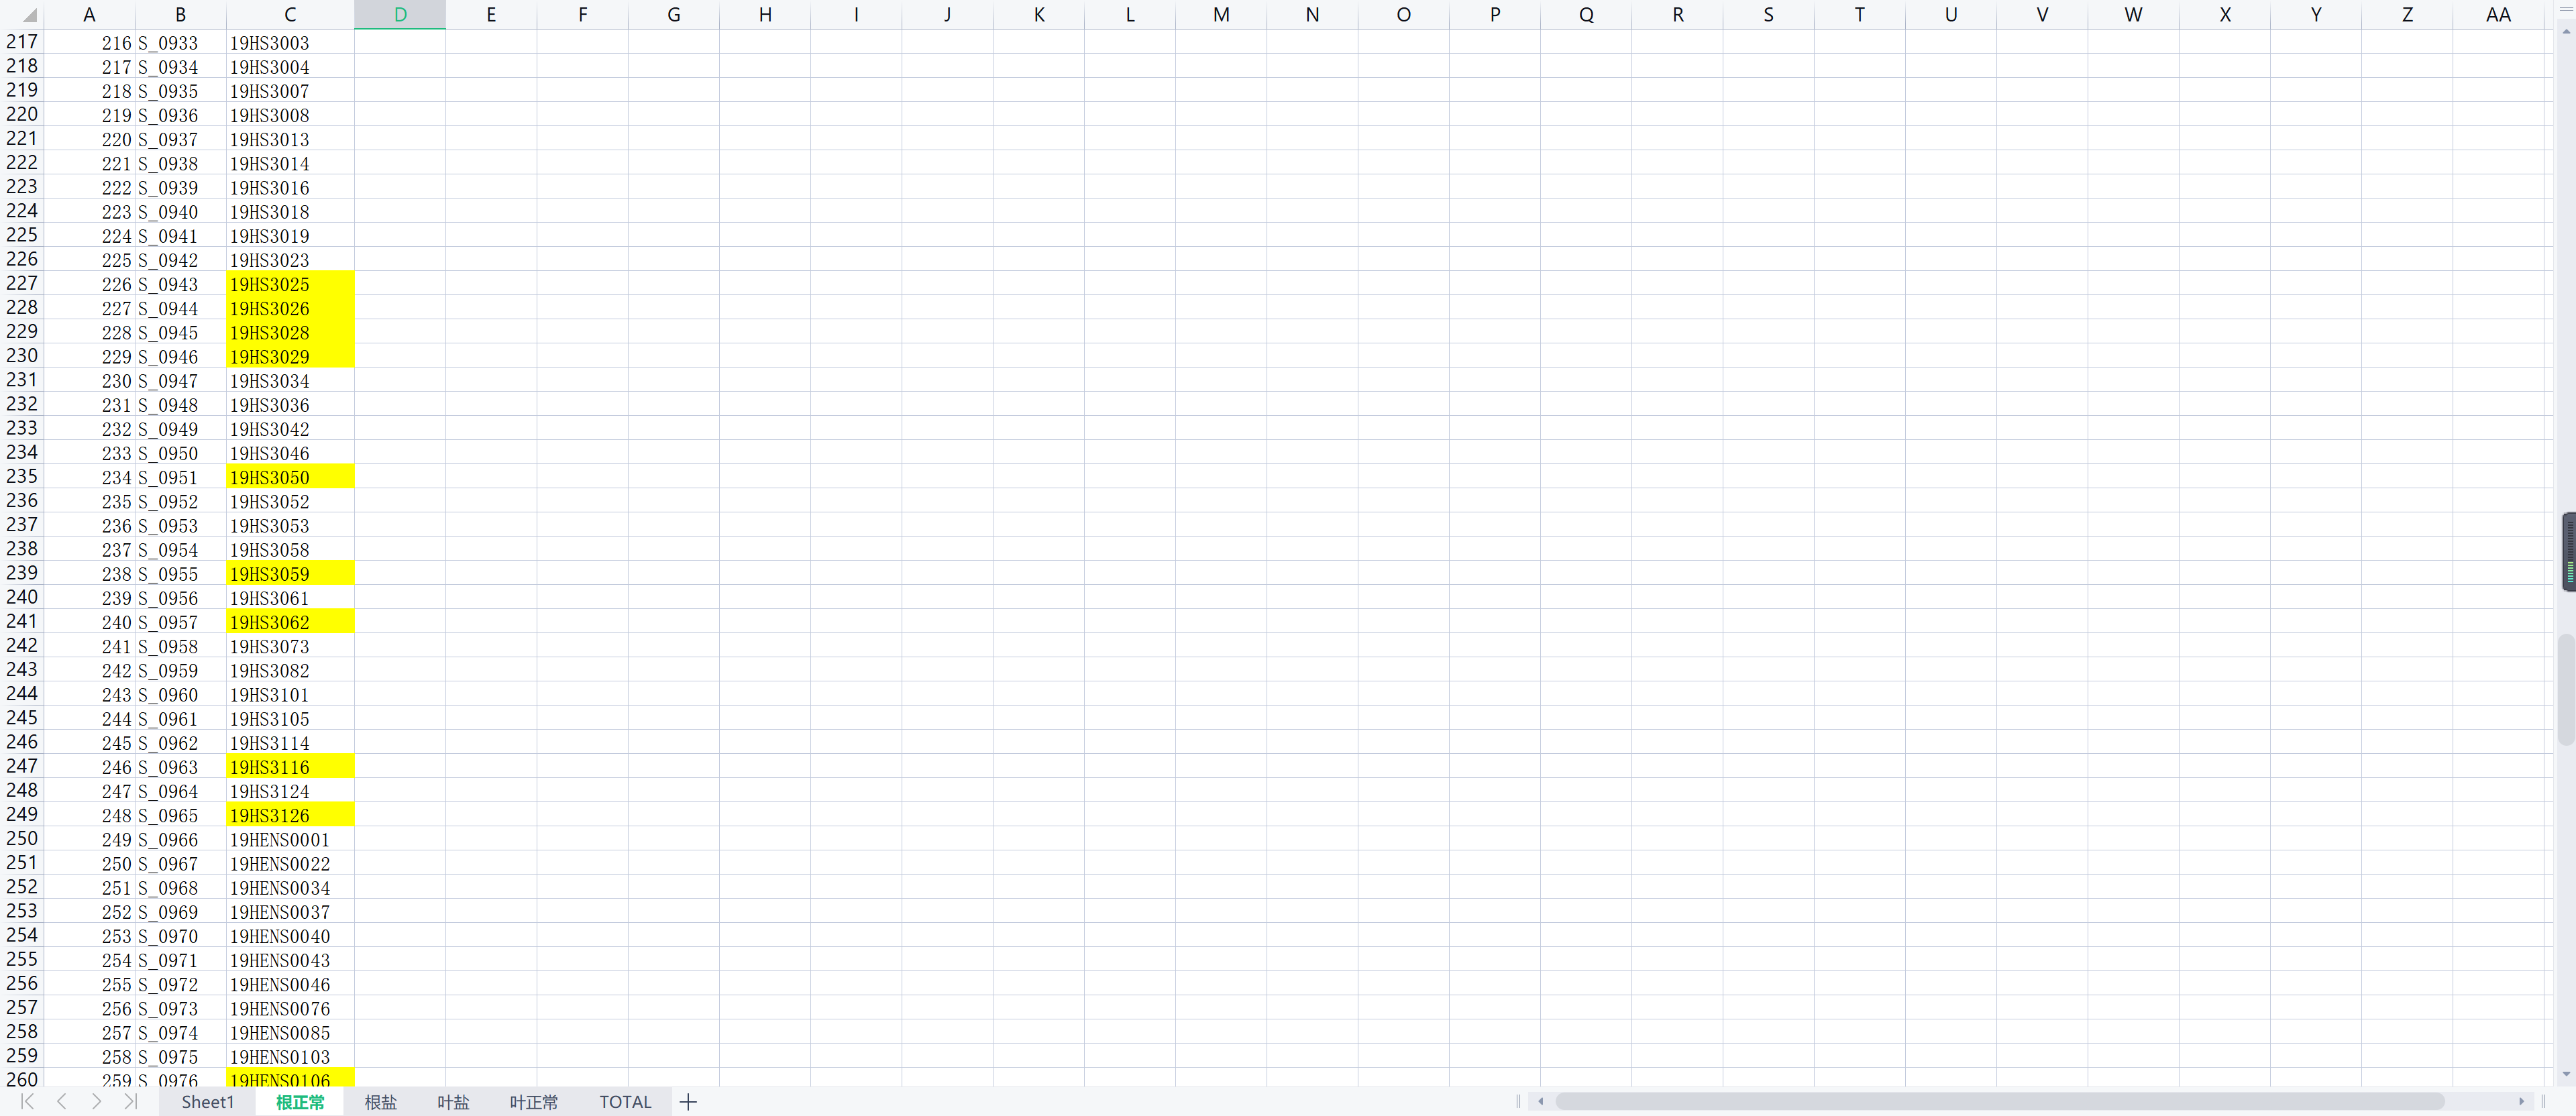 A B C D E F G H I J K L M N O P Q R S T U V W X Y Z AA
217 216 S_0933 19HS3003
218 217 S_0934 19HS3004
219 218 S_0935 19HS3007
220 219 S_0936 19HS3008
221 220 S_0937 19HS3013
222 221 S_0938 19HS3014
223 222 S_0939 19HS3016
224 223 S_0940 19HS3018
225 224 S_0941 19HS3019
226 225 S_0942 19HS3023
227 226 S_0943 19HS3025
228 227 S_0944 19HS3026
229 228 S_0945 19HS3028
230 229 S_0946 19HS3029
231 230 S_0947 19HS3034
232 231 S_0948 19HS3036
233 232 S_0949 19HS3042
234 233 S_0950 19HS3046
235 234 S_0951 19HS3050
236 235 S_0952 19HS3052
237 236 S_0953 19HS3053
238 237 S_0954 19HS3058
239 238 S_0955 19HS3059
240 239 S_0956 19HS3061
241 240 S_0957 19HS3062
242 241 S_0958 19HS3073
243 242 S_0959 19HS3082
244 243 S_0960 19HS3101
245 244 S_0961 19HS3105
246 245 S_0962 19HS3114
247 246 S_0963 19HS3116
248 247 S_0964 19HS3124
249 248 S_0965 19HS3126
250 249 S_0966 19HENS0001
251 250 S_0967 19HENS0022
252 251 S_0968 19HENS0034
253 252 S_0969 19HENS0037
254 253 S_0970 19HENS0040
255 254 S_0971 19HENS0043
256 255 S_0972 19HENS0046
257 256 S_0973 19HENS0076
258 257 S_0974 19HENS0085
259 258 S_0975 19HENS0103
260 259 S_0976 19HENS0106
Sheet1 根正常 根盐 叶盐 叶正常 TOTAL